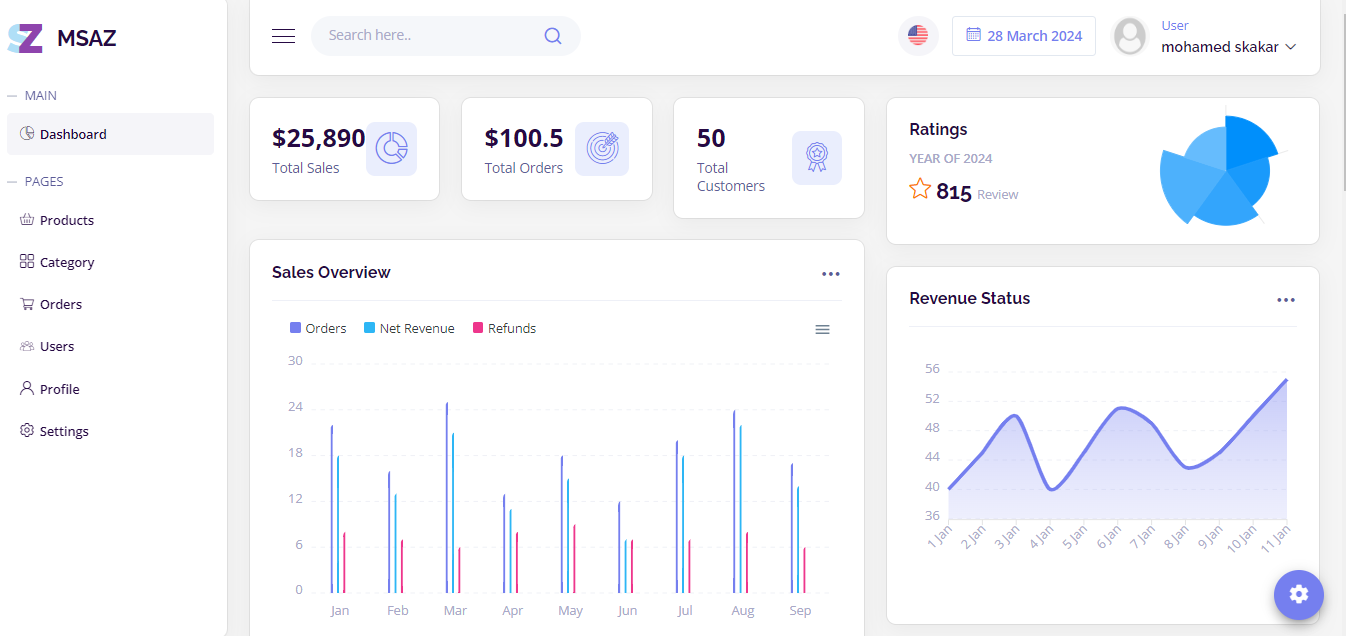 MSAZ
Search here..
28 March 2024
User
mohamed skakar
MAIN
Dashboard
PAGES
Products
Category
Orders
Users
Profile
Settings
$25,890
Total Sales
$100.5
Total Orders
50
Total
Customers
Ratings
YEAR OF 2024
815 Review
Sales Overview
Orders Net Revenue Refunds
30
24
18
12
6
0
Jan Feb Mar Apr May Jun Jul Aug Sep
Revenue Status
56
52
48
44
40
36
1 Jan 2 Jan 3 Jan 4 Jan 5 Jan 6 Jan 7 Jan 8 Jan 9 Jan 10 Jan 11 Jan